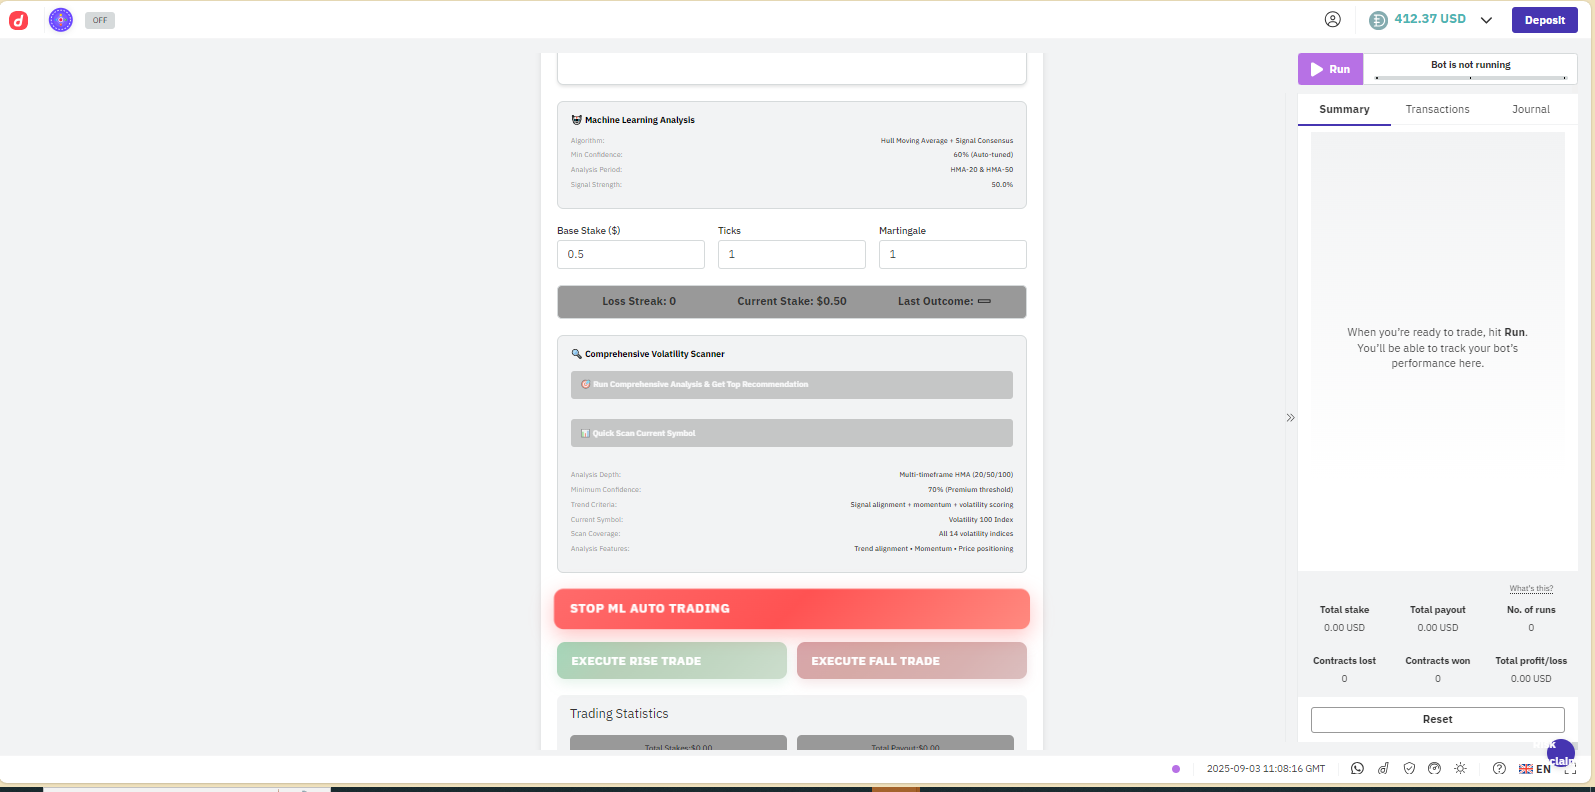 OFF
412.37 USD
Deposit
Machine Learning Analysis
Algorithm: Hull Moving Average + Signal Consensus
Min Confidence: 60% (Auto-tuned)
Analysis Period: HMA-20 & HMA-50
Signal Strength: 50.0%
Base Stake ($) Ticks Martingale
0.5 1 1
Loss Streak: 0 Current Stake: $0.50 Last Outcome:
Comprehensive Volatility Scanner
Run Comprehensive Analysis & Get Top Recommendation
Quick Scan Current Symbol
Analysis Depth: Multi-timeframe HMA (20/50/100)
Minimum Confidence: 70% (Premium threshold)
Trend Criteria: Signal alignment + momentum + volatility scoring
Current Symbol: Volatility 100 Index
Scan Coverage: All 14 volatility indices
Analysis Features: Trend alignment • Momentum • Price positioning
STOP ML AUTO TRADING
EXECUTE RISE TRADE EXECUTE FALL TRADE
Trading Statistics
Total Stakes:$0.00 Total Payout:$0.00
Run
Bot is not running
Summary Transactions Journal
When you're ready to trade, hit Run.
You'll be able to track your bot's
performance here.
What's this?
Total stake Total payout No. of runs
0.00 USD 0.00 USD 0
Contracts lost Contracts won Total profit/loss
0 0 0.00 USD
Reset
2025-09-03 11:08:16 GMT
EN